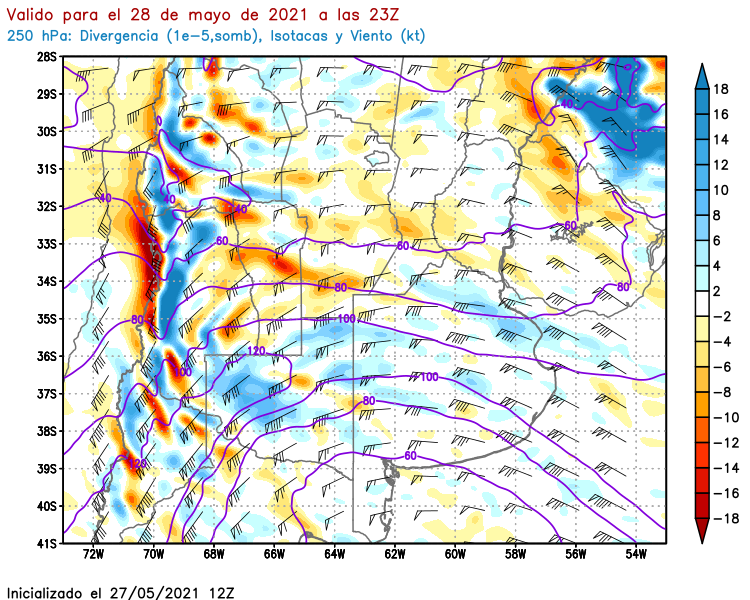 Valido para el 28 de mayo de 2021 a las 23Z
250 hPa: Divergencia (1e−5,somb), Isotacas y Viento (kt)
28S
29S
30S
31S
32S
33S
34S
35S
36S
37S
38S
39S
40S
41S
72W 70W 68W 66W 64W 62W 60W 58W 56W 54W
0
0
40
40
40
40
140
60
60
60
80
80
80
100
100
120
100
80
60
120
18
16
14
12
10
8
6
4
2
−2
−4
−6
−8
−10
−12
−14
−16
−18
Inicializado el 27/05/2021 12Z